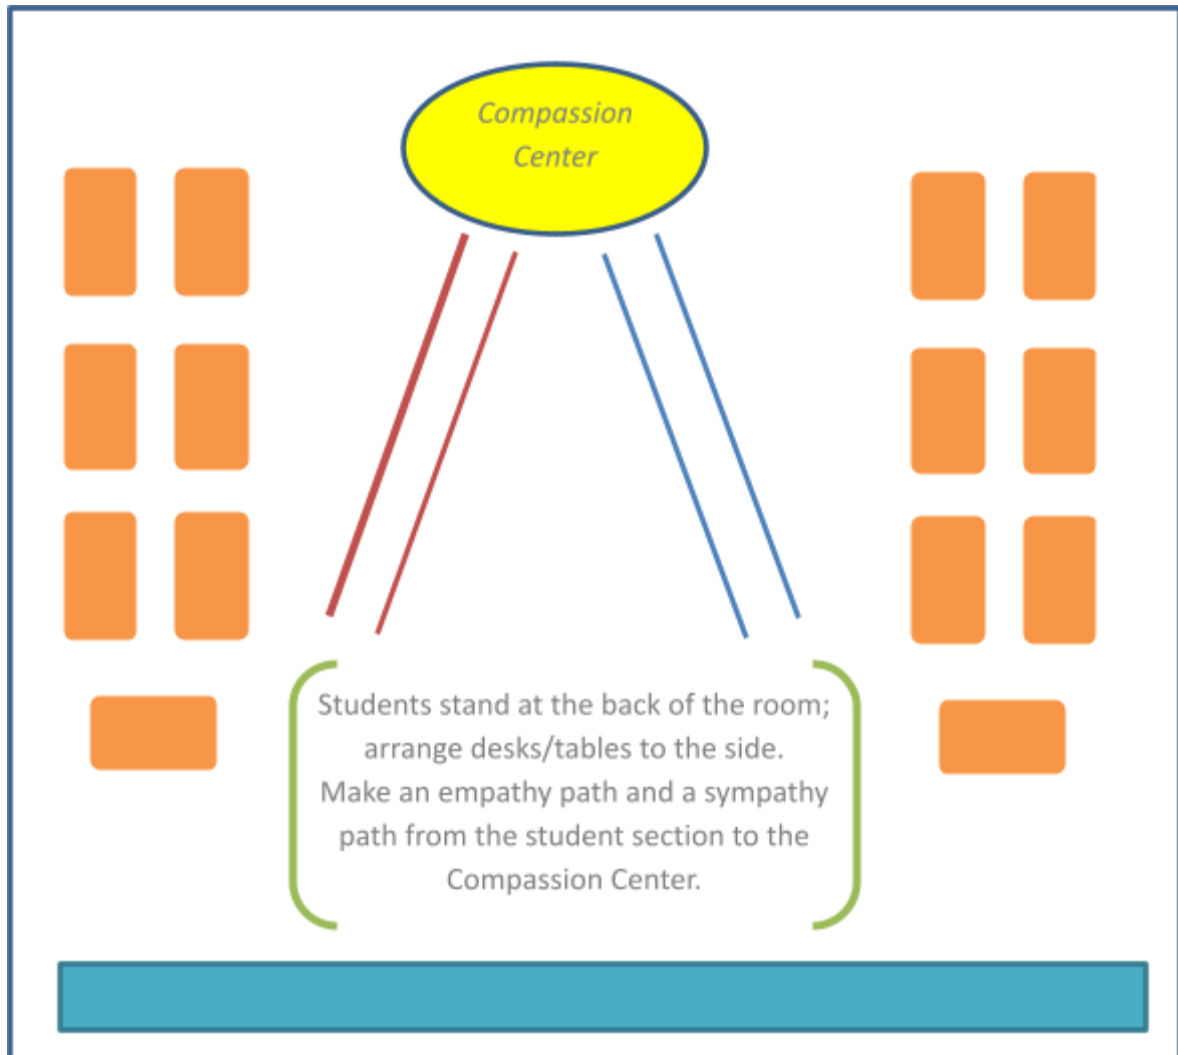 Compassion
Center
Students stand at the back of the room;
arrange desks/tables to the side.
Make an empathy path and a sympathy
path from the student section to the
Compassion Center.